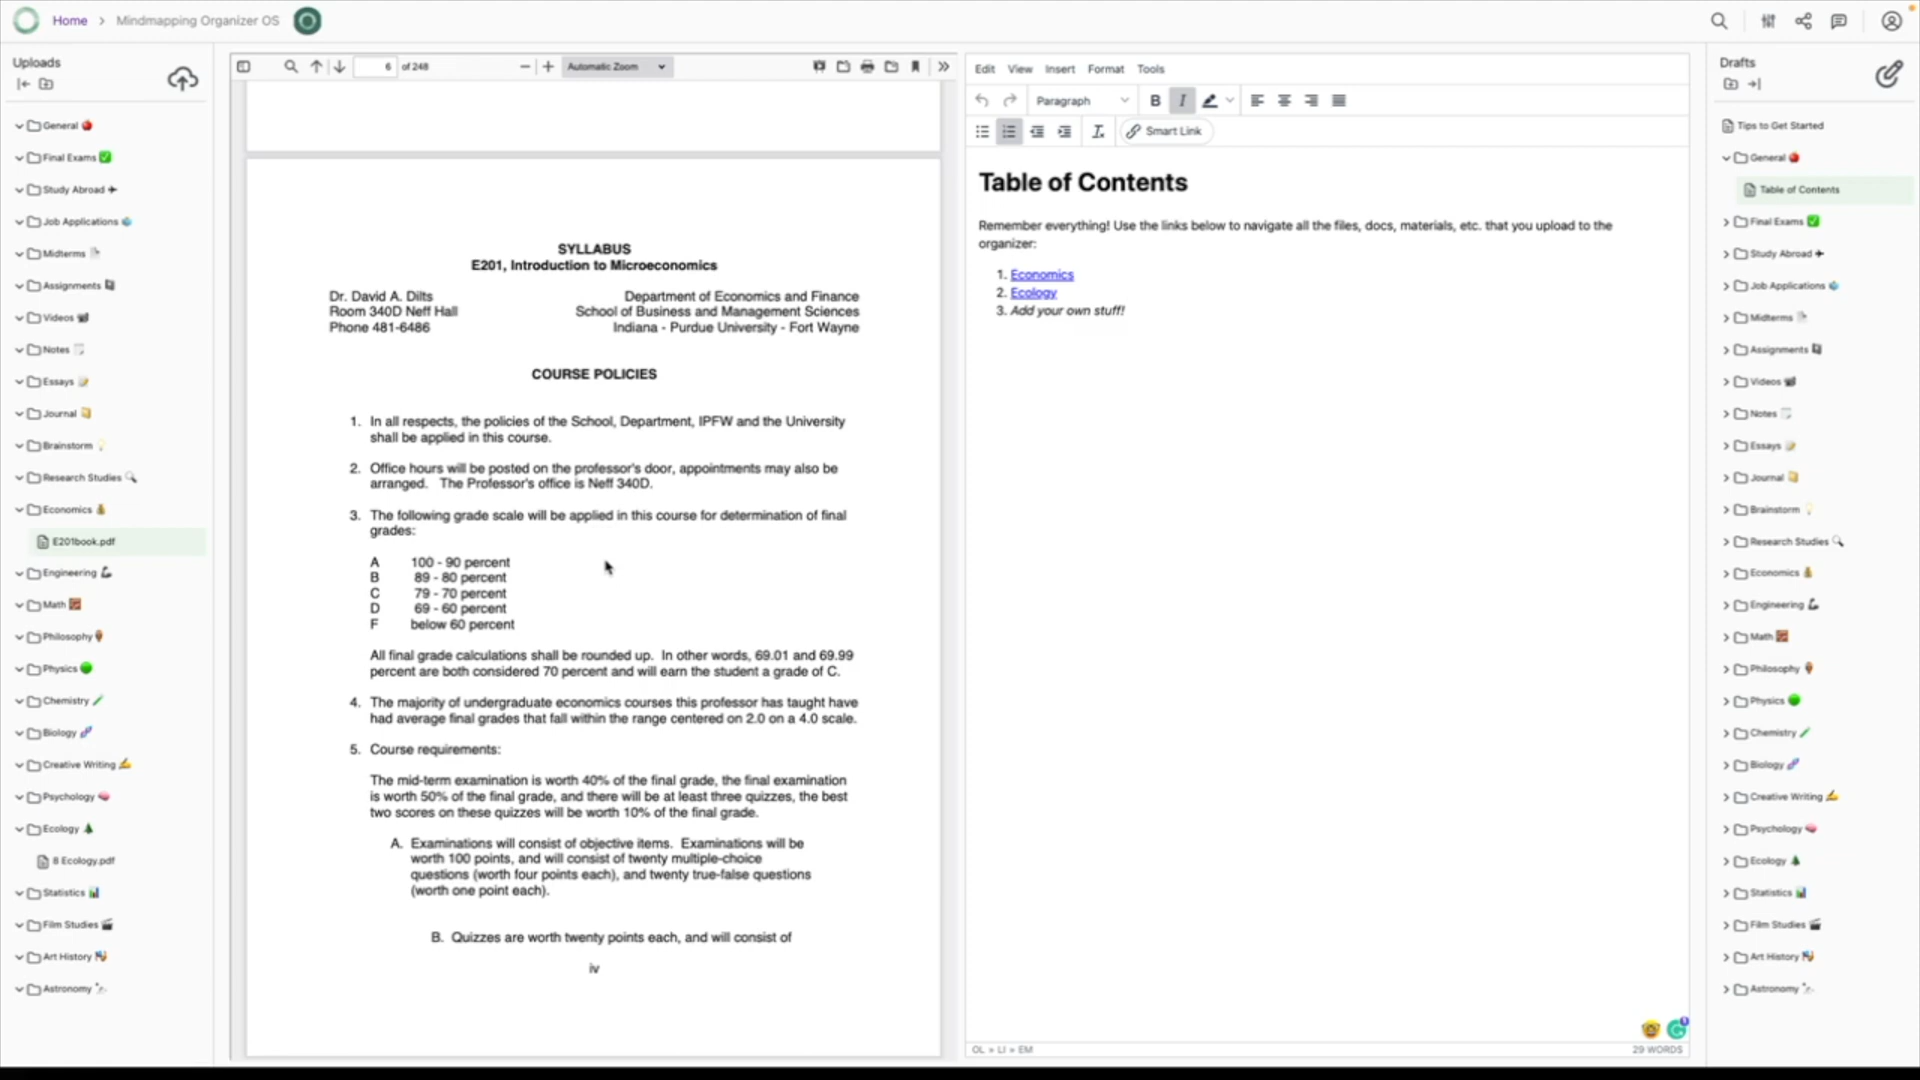 Home > Mindmapping Organizer OS
Uploads
General
Final Exams
Study Abroad
Job Applications
Midterms
Assignments
Videos
Notes
Essays
Journal
Brainstorm
Research Studies
Economics
E201book.pdf
Engineering
Math
Philosophy
Physics
Chemistry
Biology
Creative Writing
Psychology
Ecology
8 Ecology.pdf
Statistics
Film Studies
Art History
Astronomy
6 of 248
Automatic Zoom
SYLLABUS
E201, Introduction to Microeconomics
Dr. David A. Dilts Department of Economics and Finance
Room 340D Neff Hall School of Business and Management Sciences
Phone 481-6486 Indiana - Purdue University - Fort Wayne
COURSE POLICIES
1. In all respects, the policies of the School, Department, IPFW and the University
shall be applied in this course.
2. Office hours will be posted on the professor's door, appointments may also be
arranged. The Professor's office is Neff 340D.
3. The following grade scale will be applied in this course for determination of final
grades:
A 100 - 90 percent
B 89 - 80 percent
C 79 - 70 percent
D 69 - 60 percent
F below 60 percent
All final grade calculations shall be rounded up. In other words, 69.01 and 69.99
percent are both considered 70 percent and will earn the student a grade of C.
4. The majority of undergraduate economics courses this professor has taught have
had average final grades that fall within the range centered on 2.0 on a 4.0 scale.
5. Course requirements:
The mid-term examination is worth 40% of the final grade, the final examination
is worth 50% of the final grade, and there will be at least three quizzes, the best
two scores on these quizzes will be worth 10% of the final grade.
A. Examinations will consist of objective items. Examinations will be
worth 100 points, and will consist of twenty multiple-choice
questions (worth four points each), and twenty true-false questions
(worth one point each).
B. Quizzes are worth twenty points each, and will consist of
iv
Edit View Insert Format Tools
Paragraph B I
Smart Link
Table of Contents
Remember everything! Use the links below to navigate all the files, docs, materials, etc. that you upload to the
organizer:
1. Economics
2. Ecology
3. Add your own stuff!
OL » LI » EM 29 WORDS
Drafts
Tips to Get Started
General
Table of Contents
Final Exams
Study Abroad
Job Applications
Midterms
Assignments
Videos
Notes
Essays
Journal
Brainstorm
Research Studies
Economics
Engineering
Math
Philosophy
Physics
Chemistry
Biology
Creative Writing
Psychology
Ecology
Statistics
Film Studies
Art History
Astronomy